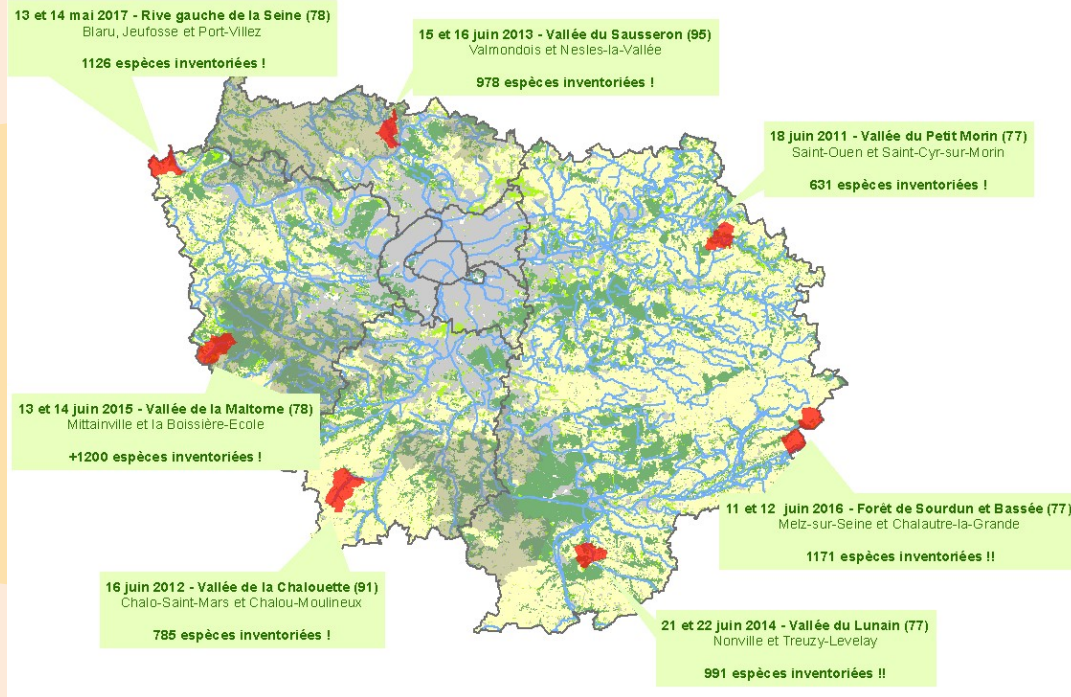 13 et 14 mai 2017 - Rive gauche de la Seine (78)
Blaru, Jeufosse et Port-Villez
1126 espèces inventoriées !
15 et 16 juin 2013 - Vallée du Sausseron (95)
Valmondois et Nesles-la-Vallée
978 espèces inventoriées !
18 juin 2011 - Vallée du Petit Morin (77)
Saint-Ouen et Saint-Cyr-sur-Morin
631 espèces inventoriées !
13 et 14 juin 2015 - Vallée de la Maltorne (78)
Mittainville et la Boissière-Ecole
+1200 espèces inventoriées !
11 et 12 juin 2016 - Forêt de Sourdun et Bassée (77)
Melz-sur-Seine et Chalautre-la-Grande
1171 espèces inventoriées !!
16 juin 2012 - Vallée de la Chalouette (91)
Chalo-Saint-Mars et Chalou-Moulineux
785 espèces inventoriées !
21 et 22 juin 2014 - Vallée du Lunain (77)
Nonville et Treuzy-Levelay
991 espèces inventoriées !!